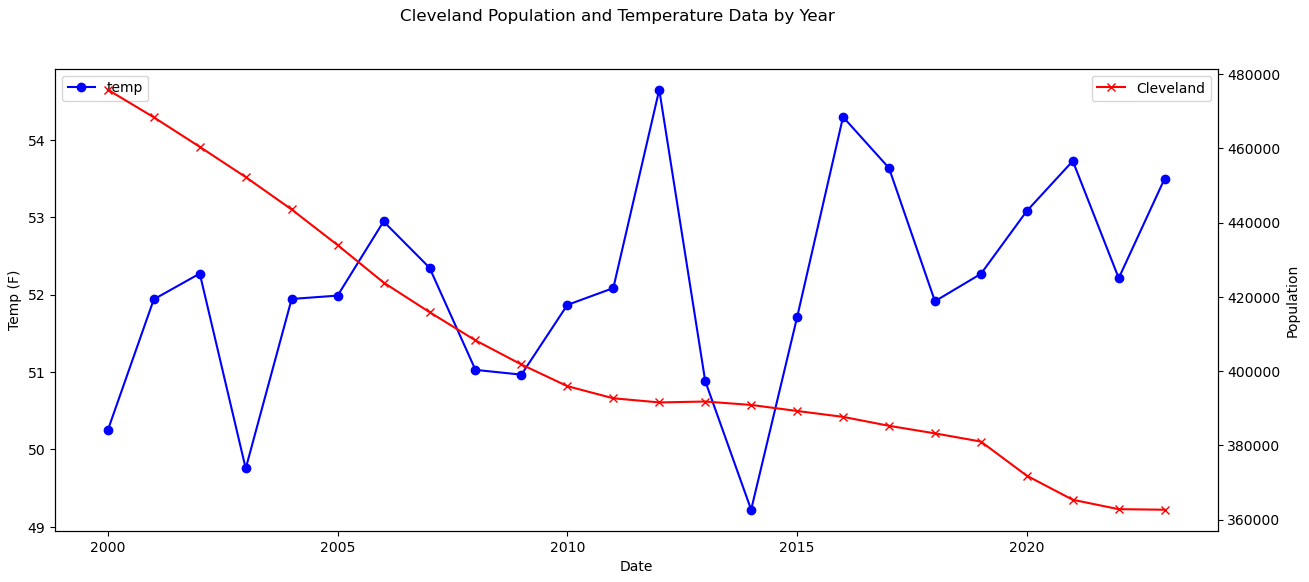 Cleveland Population and Temperature Data by Year
temp
Cleveland
54
53
52
51
50
49
Temp (F)
480000
460000
440000
420000
400000
380000
360000
Population
2000 2005 2010 2015 2020
Date